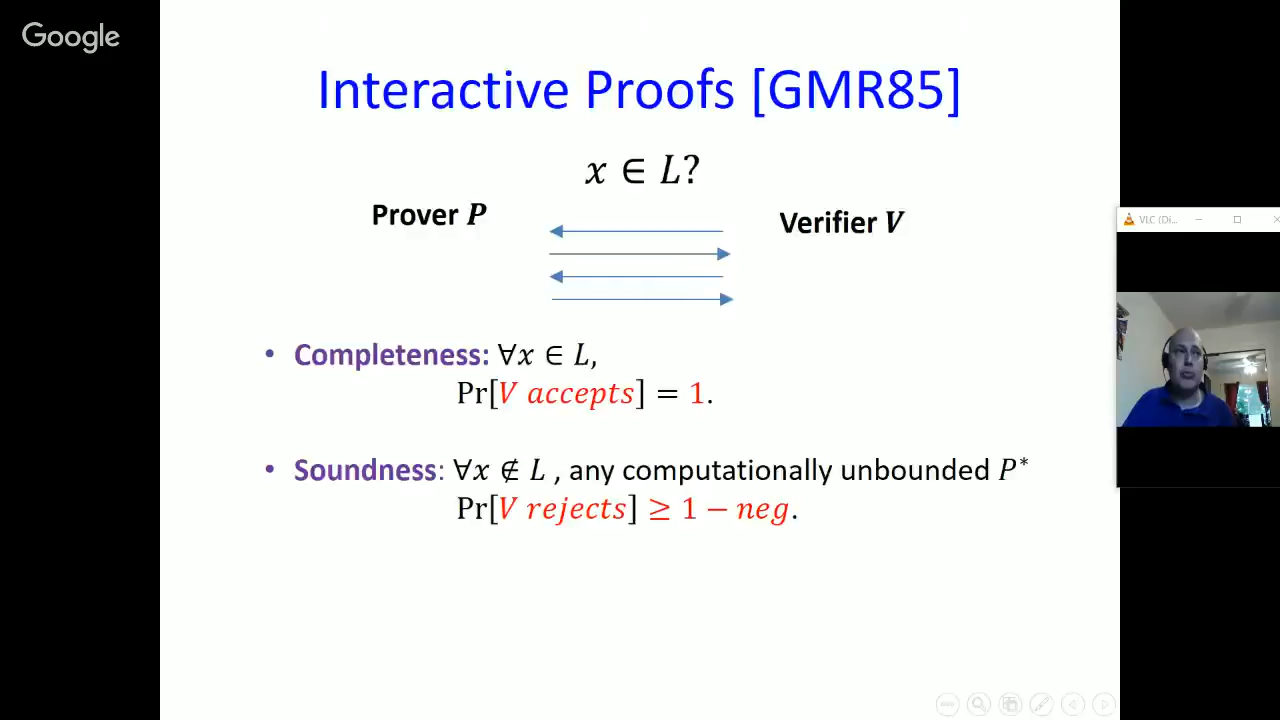 Google
Interactive Proofs [GMR85]
x ∈ L?
Prover P
Verifier V
VLC (Di...
• Completeness: ∀x ∈ L,
Pr[V accepts] = 1.
• Soundness: ∀x ∉ L , any computationally unbounded P*
Pr[V rejects] ≥ 1 − neg.